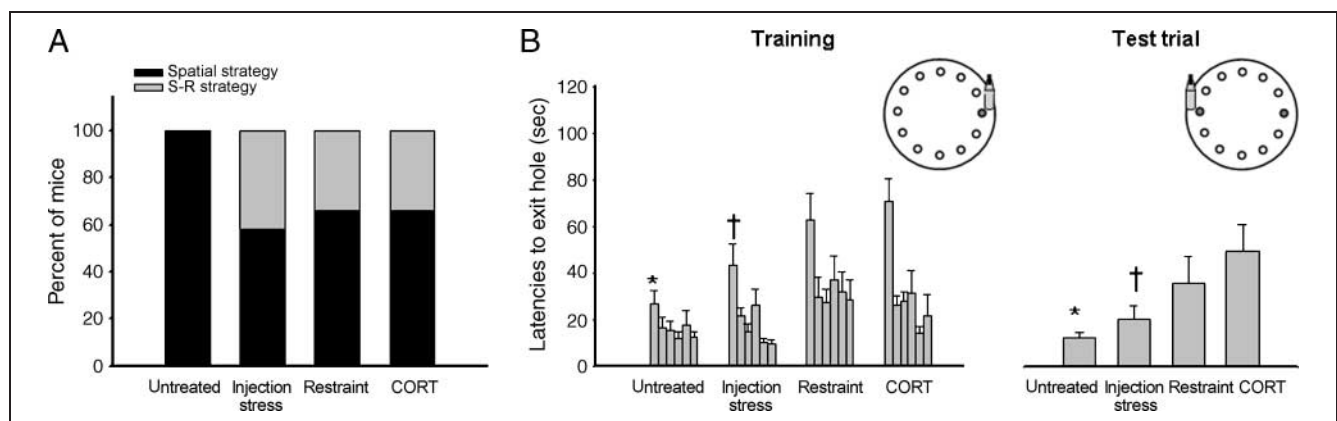 A
Spatial strategy
S-R strategy
Percent of mice
100
80
60
40
20
0
Untreated
Injection
stress
Restraint
CORT
B
Training
Test trial
Latencies to exit hole (sec)
120
100
80
60
40
20
0
*
†
Untreated
Injection
stress
Restraint
CORT
*
†
Untreated
Injection
stress
Restraint CORT